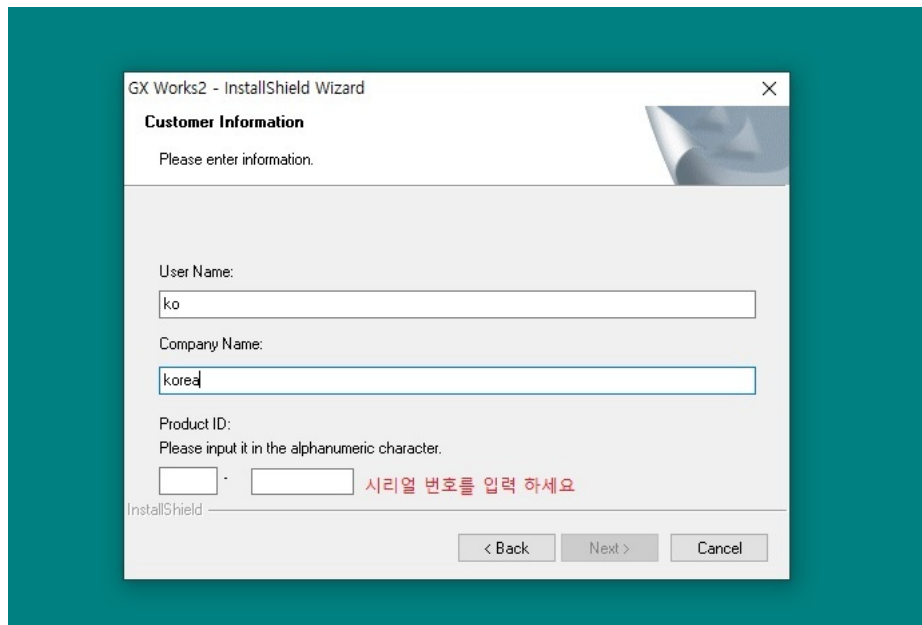 GX Works2 - InstallShield Wizard
Customer Information
Please enter information.
User Name:
ko
Company Name:
korea
Product ID:
Please input it in the alphanumeric character.
- 시리얼 번호를 입력 하세요
InstallShield
< Back Next > Cancel